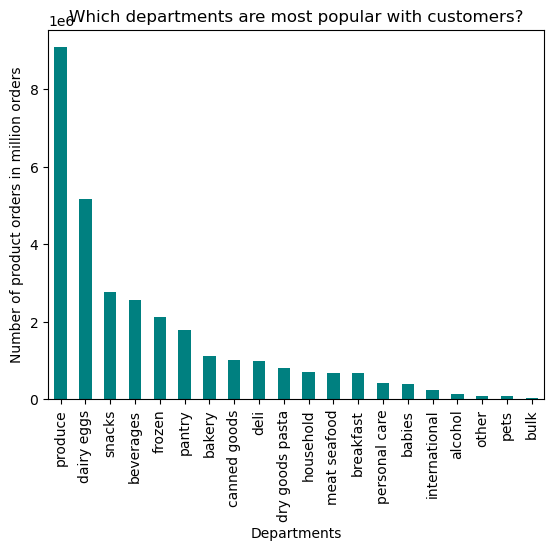 Which departments are most popular with customers?
1e6
Number of product orders in million orders
8
6
4
2
0
produce
dairy eggs
snacks
beverages
frozen
pantry
bakery
canned goods
deli
dry goods pasta
household
meat seafood
breakfast
personal care
babies
international
alcohol
other
pets
bulk
Departments